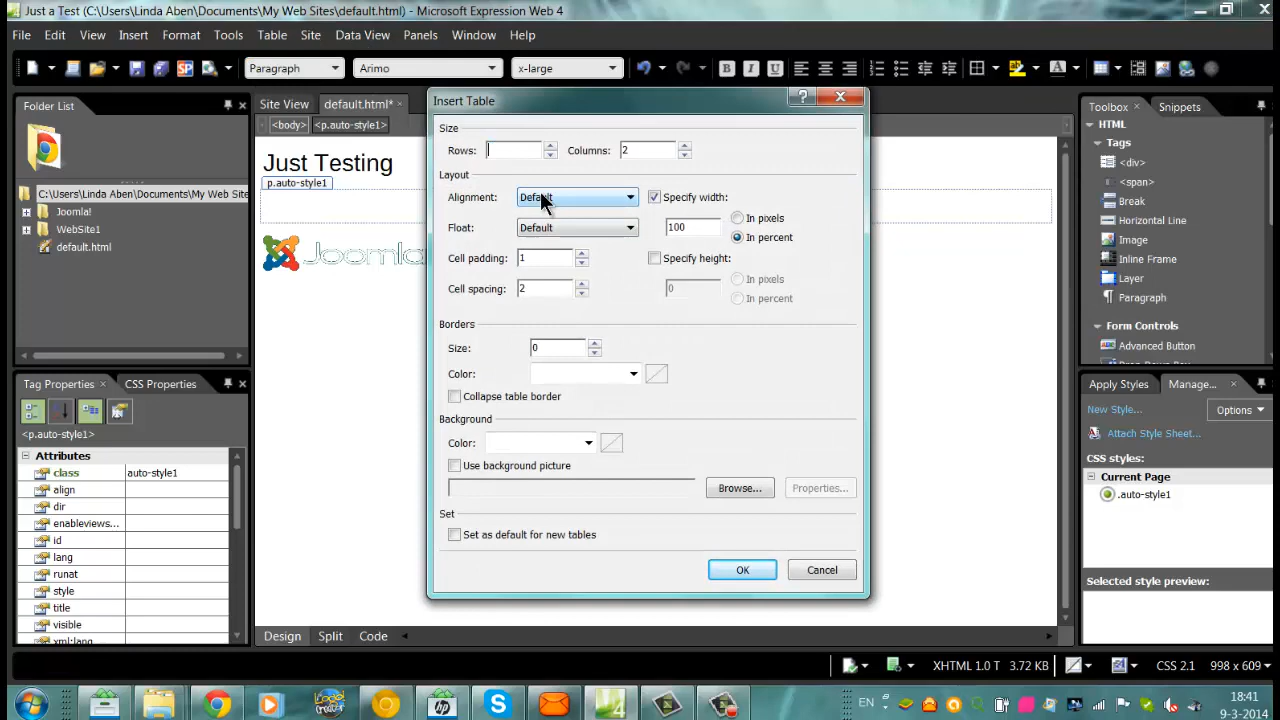 Just a Test (C:\Users\Linda Aben\Documents\My Web Sites\default.html) - Microsoft Expression Web 4
File Edit View Insert Format Tools Table Site Data View Panels Window Help
Paragraph Arimo x-large
Folder List
C:\Users\Linda Aben\Documents\My Web Site
Joomla!
WebSite1
default.html
Site View default.html*
<body> <p.auto-style1>
Just Testing
p.auto-style1
Joomla
Insert Table
Size
Rows: Columns: 2
Layout
Alignment: Default Specify width:
In pixels
Float: Default 100
In percent
Cell padding: 1 Specify height:
In pixels
Cell spacing: 2 0
In percent
Borders
Size: 0
Color:
Collapse table border
Background
Color:
Use background picture
Browse... Properties...
Set
Set as default for new tables
OK Cancel
Toolbox Snippets
HTML
Tags
<div>
<span>
Break
Horizontal Line
Image
Inline Frame
Layer
Paragraph
Form Controls
Advanced Button
Tag Properties CSS Properties
<p.auto-style1>
Attributes
class auto-style1
align
dir
enableviews...
id
lang
runat
style
title
visible
xml:lang
Apply Styles Manage...
New Style... Options
Attach Style Sheet...
CSS styles:
Current Page
.auto-style1
Selected style preview:
Design Split Code
XHTML 1.0 T 3.72 KB CSS 2.1 998 x 609
EN
18:41
9-3-2014